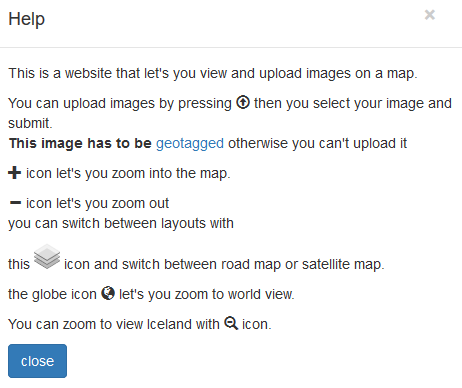 Help
×
This is a website that let's you view and upload images on a map.
You can upload images by pressing then you select your image and
submit.
This image has to be geotagged otherwise you can't upload it
icon let's you zoom into the map.
icon let's you zoom out
you can switch between layouts with
this icon and switch between road map or satellite map.
the globe icon let's you zoom to world view.
You can zoom to view Iceland with icon.
close